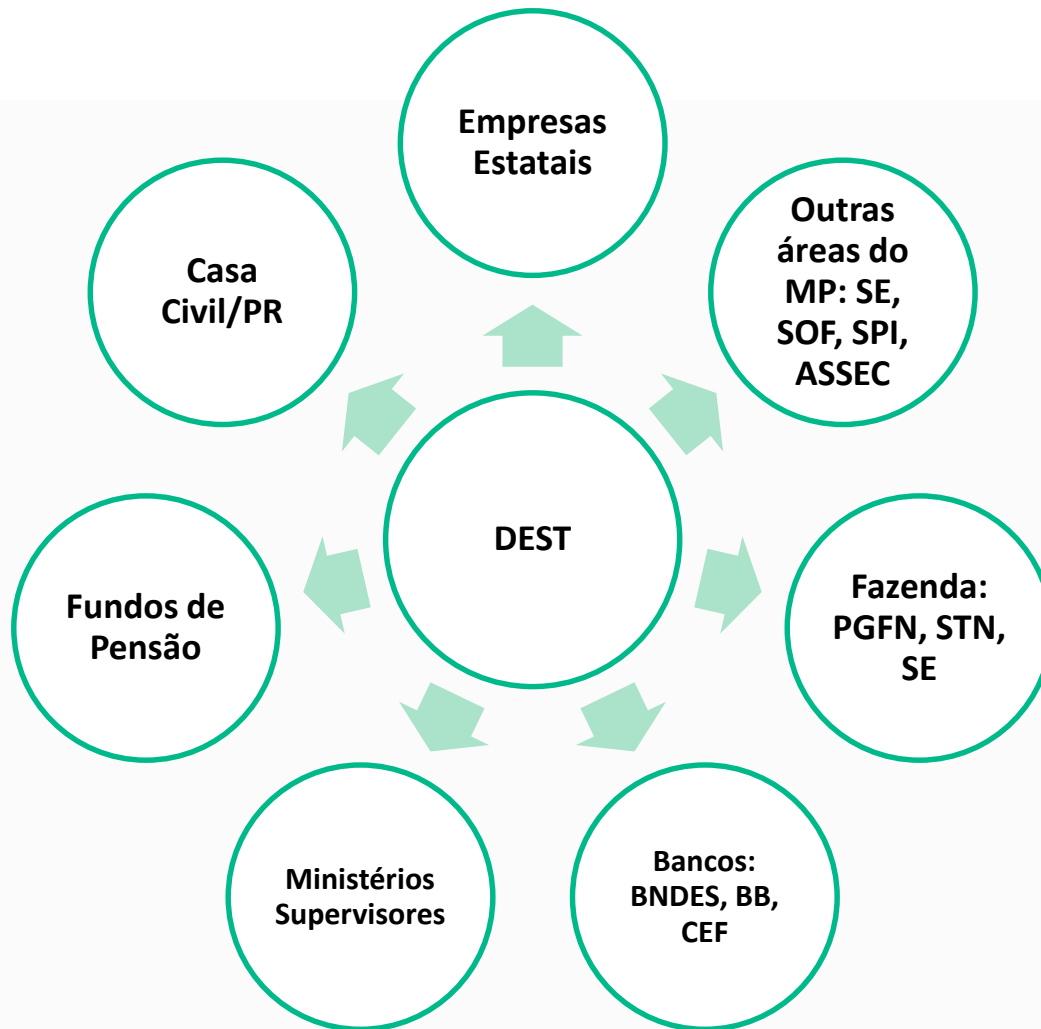 Empresas
Estatais
Outras
áreas do
MP: SE,
SOF, SPI,
ASSEC
Casa
Civil/PR
DEST
Fazenda:
PGFN, STN,
SE
Fundos de
Pensão
Bancos:
BNDES, BB,
CEF
Ministérios
Supervisores